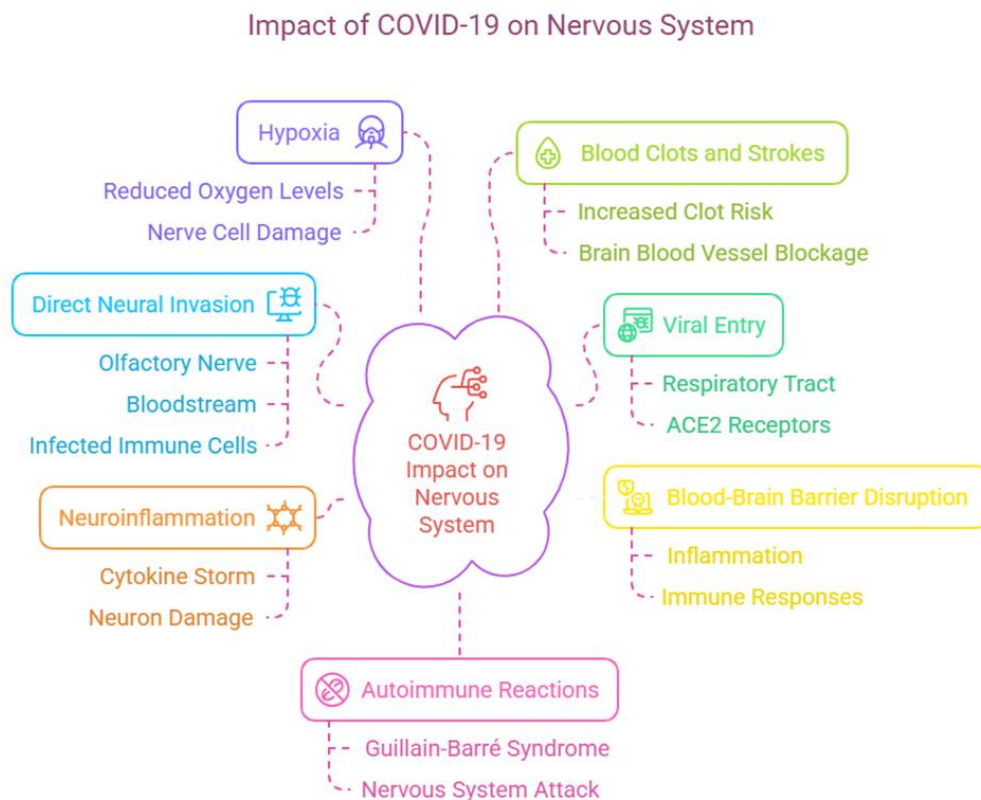 Impact of COVID-19 on Nervous System
Hypoxia
Reduced Oxygen Levels
Nerve Cell Damage
Blood Clots and Strokes
Increased Clot Risk
Brain Blood Vessel Blockage
Direct Neural Invasion
Olfactory Nerve
Bloodstream
Infected Immune Cells
Viral Entry
Respiratory Tract
ACE2 Receptors
COVID-19
Impact on
Nervous
System
Neuroinflammation
Cytokine Storm
Neuron Damage
Blood-Brain Barrier Disruption
Inflammation
Immune Responses
Autoimmune Reactions
Guillain-Barré Syndrome
Nervous System Attack